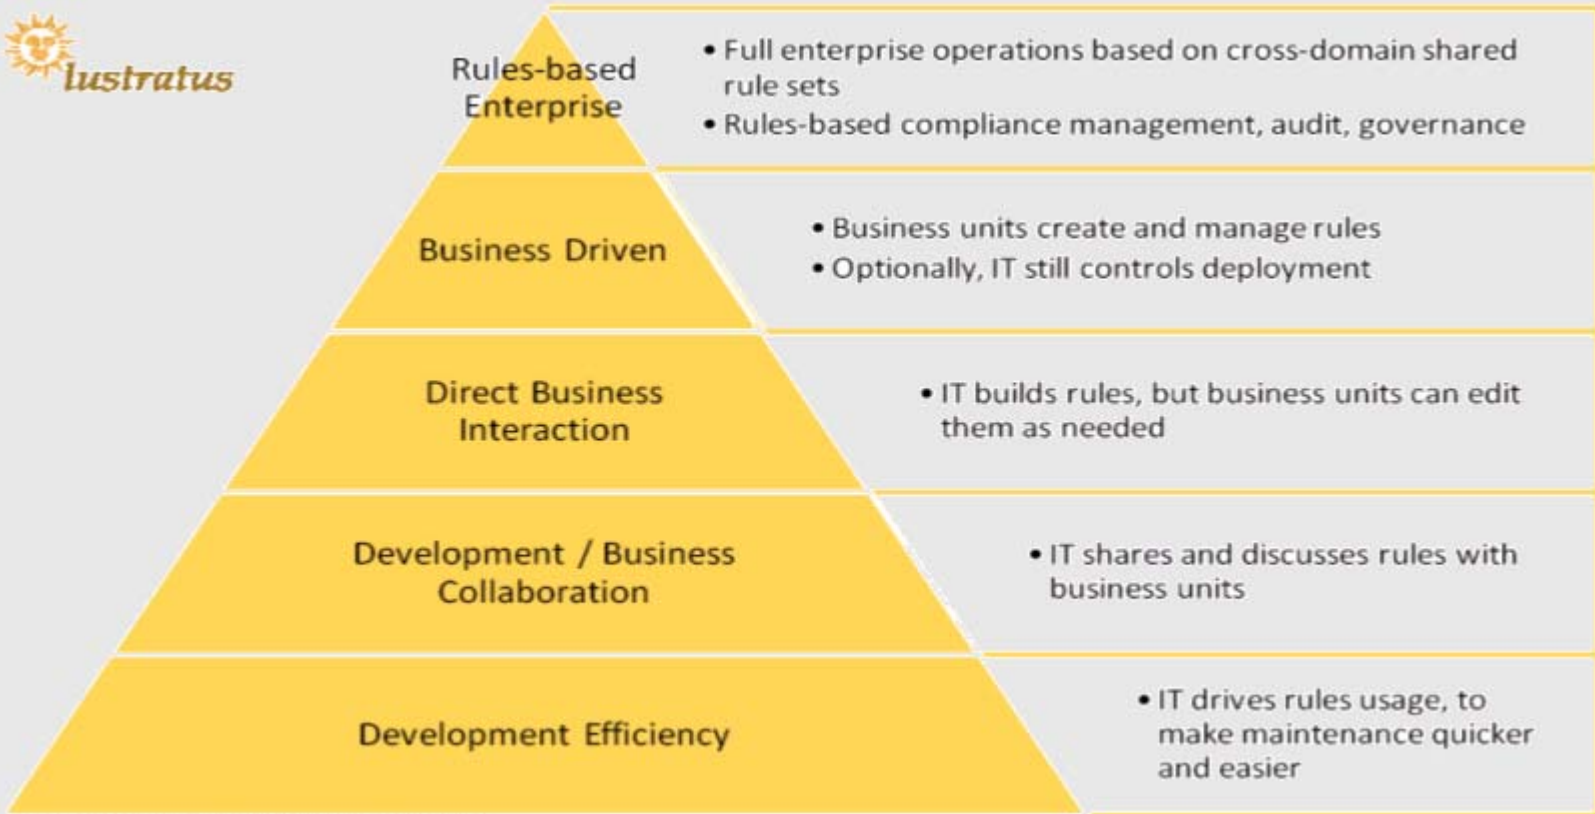 lustratus
Rules-based
Enterprise
• Full enterprise operations based on cross-domain shared
rule sets
• Rules-based compliance management, audit, governance
Business Driven
• Business units create and manage rules
• Optionally, IT still controls deployment
Direct Business
Interaction
• IT builds rules, but business units can edit
them as needed
Development / Business
Collaboration
• IT shares and discusses rules with
business units
Development Efficiency
• IT drives rules usage, to
make maintenance quicker
and easier